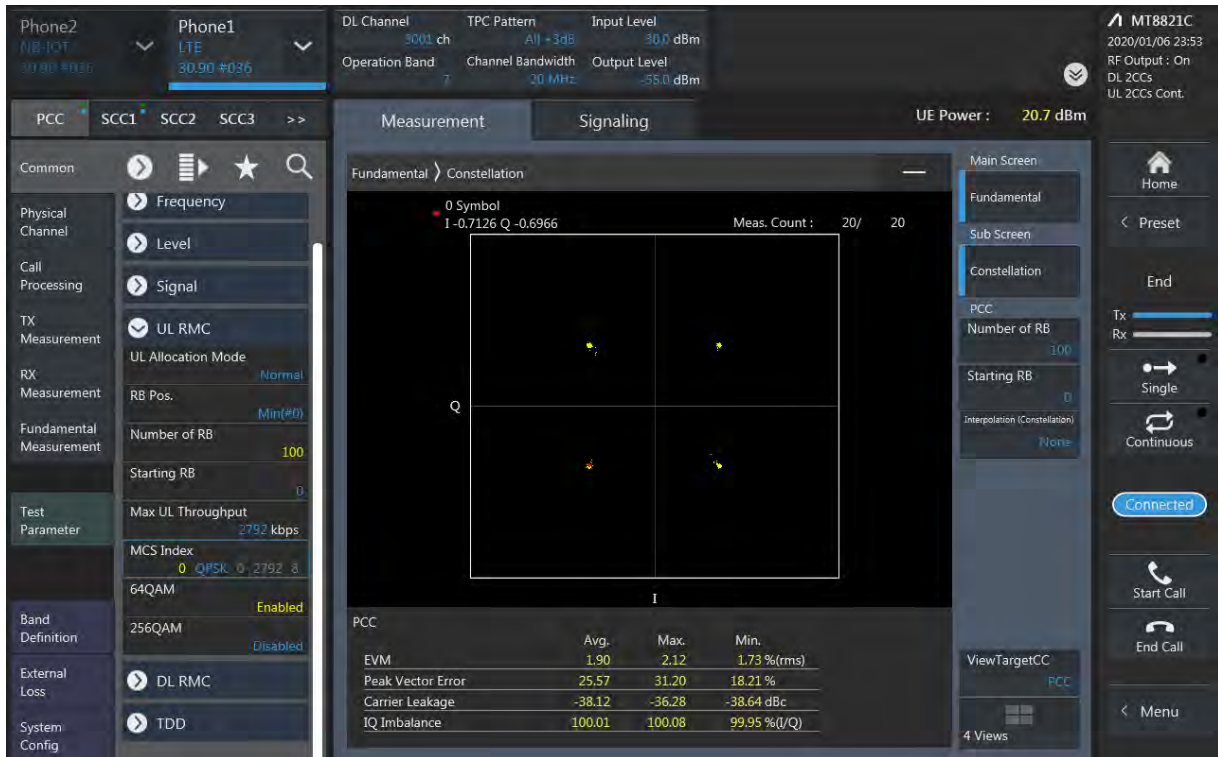 Phone2
NB-IOT
30.90 #036
Phone1
LTE
30.90 #036
DL Channel
3001 ch
TPC Pattern
All +3dB
Input Level
30.0 dBm
Operation Band
7
Channel Bandwidth
20 MHz
Output Level
-55.0 dBm
MT8821C
2020/01/06 23:53
RF Output : On
DL 2CCs
UL 2CCs Cont.
PCC SCC1 SCC2 SCC3 >>
Measurement
Signaling
UE Power : 20.7 dBm
Common
Physical
Channel
Call
Processing
TX
Measurement
RX
Measurement
Fundamental
Measurement
Test
Parameter
Band
Definition
External
Loss
System
Config
Frequency
Level
Signal
UL RMC
UL Allocation Mode
Normal
RB Pos.
Min(#0)
Number of RB
100
Starting RB
0
Max UL Throughput
2792 kbps
MCS Index
0 QPSK 0 2792 8
64QAM
Enabled
256QAM
Disabled
DL RMC
TDD
Fundamental 〉 Constellation
0 Symbol
I -0.7126 Q -0.6966
Meas. Count : 20/ 20
Q
I
PCC
Avg. Max. Min.
EVM 1.90 2.12 1.73 %(rms)
Peak Vector Error 25.57 31.20 18.21 %
Carrier Leakage -38.12 -36.28 -38.64 dBc
IQ Imbalance 100.01 100.08 99.95 %(I/Q)
Main Screen
Fundamental
Sub Screen
Constellation
PCC
Number of RB
100
Starting RB
0
Interpolation (Constellation)
None
ViewTargetCC
PCC
4 Views
Home
< Preset
End
Tx
Rx
Single
Continuous
Connected
Start Call
End Call
< Menu